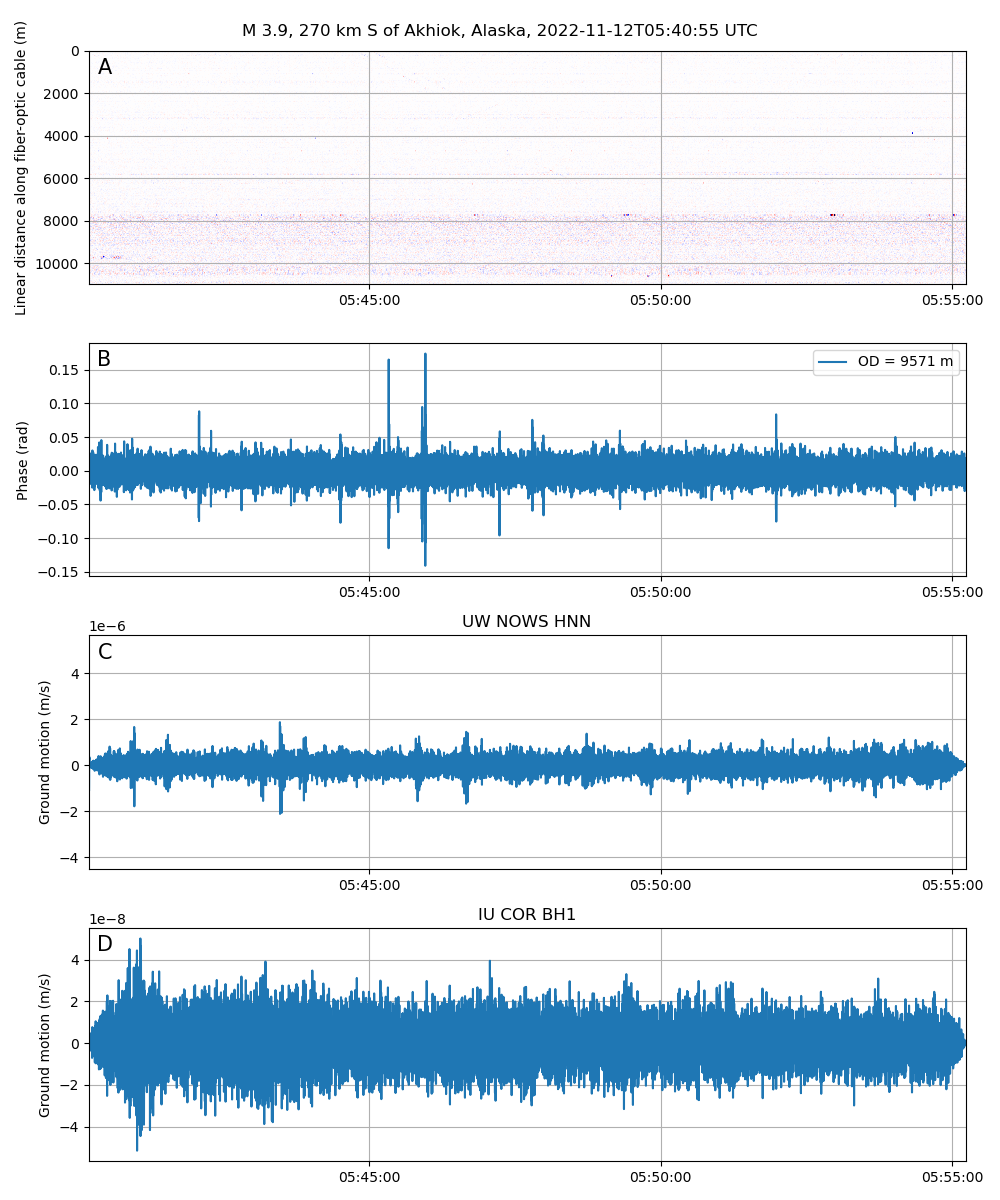 M 3.9, 270 km S of Akhiok, Alaska, 2022-11-12T05:40:55 UTC
Linear distance along fiber-optic cable (m)
A
0
2000
4000
6000
8000
10000
05:45:00
05:50:00
05:55:00
B
OD = 9571 m
Phase (rad)
0.15
0.10
0.05
0.00
−0.05
−0.10
−0.15
05:45:00
05:50:00
05:55:00
UW NOWS HNN
1e−6
C
Ground motion (m/s)
4
2
0
−2
−4
05:45:00
05:50:00
05:55:00
IU COR BH1
1e−8
D
Ground motion (m/s)
4
2
0
−2
−4
05:45:00
05:50:00
05:55:00